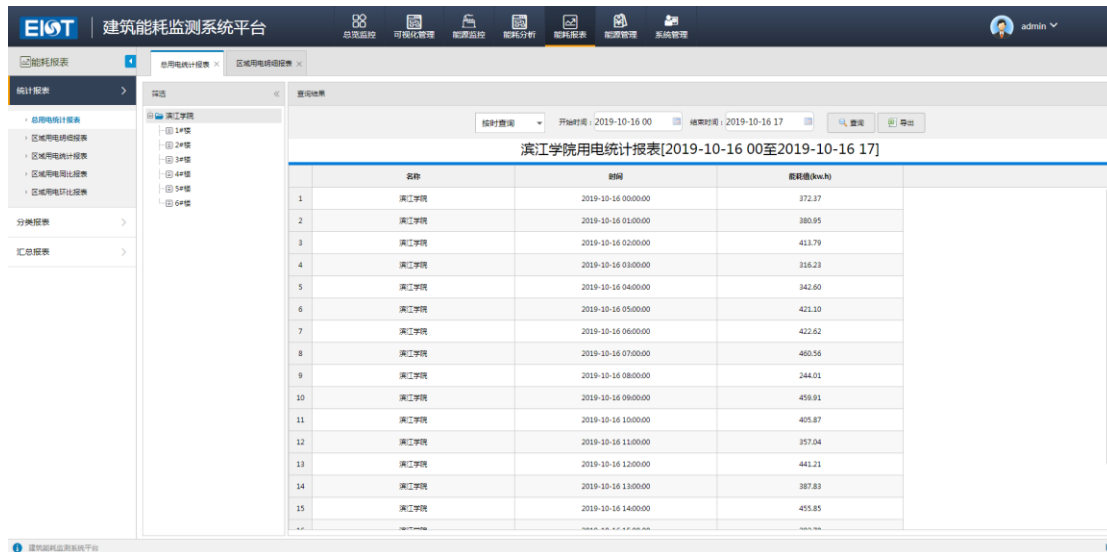 EIOT 建筑能耗监测系统平台
总览监控 可视化管理 能源监控 能耗分析 能耗报表 能源管理 系统管理
admin
能耗报表
总用电统计报表 × 区域用电明细报表 ×
统计报表
总用电统计报表
区域用电明细报表
区域用电统计报表
区域用电同比报表
区域用电环比报表
分类报表
汇总报表
筛选
滨江学院
1#楼
2#楼
3#楼
4#楼
5#楼
6#楼
查询结果
按时查询 开始时间: 2019-10-16 00 结束时间: 2019-10-16 17 查询 导出
滨江学院用电统计报表[2019-10-16 00至2019-10-16 17]
名称 时间 能耗值(kw.h)
1 滨江学院 2019-10-16 00:00:00 372.37
2 滨江学院 2019-10-16 01:00:00 380.95
3 滨江学院 2019-10-16 02:00:00 413.79
4 滨江学院 2019-10-16 03:00:00 316.23
5 滨江学院 2019-10-16 04:00:00 342.60
6 滨江学院 2019-10-16 05:00:00 421.10
7 滨江学院 2019-10-16 06:00:00 422.62
8 滨江学院 2019-10-16 07:00:00 460.56
9 滨江学院 2019-10-16 08:00:00 244.01
10 滨江学院 2019-10-16 09:00:00 459.91
11 滨江学院 2019-10-16 10:00:00 405.87
12 滨江学院 2019-10-16 11:00:00 357.04
13 滨江学院 2019-10-16 12:00:00 441.21
14 滨江学院 2019-10-16 13:00:00 387.83
15 滨江学院 2019-10-16 14:00:00 455.85
建筑能耗监测系统平台